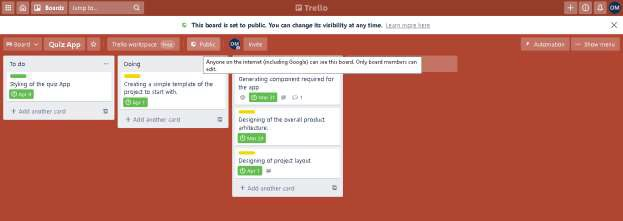 Boards
Jump to...
Trello
OM
This board is set to public. You can change its visibility at any time. Learn more here
Board
Quiz App
Trello workspace
Free
Public
OM
Invite
Automation
Show menu
Anyone on the internet (including Google) can see this board. Only board members can
edit.
To do
Styling of the quiz App
Apr 4
+ Add another card
Doing
Creating a simple template of the
project to start with.
Apr 1
+ Add another card
Generating component required for
the app
Mar 31
1
Designing of the overall product
arhitecture.
Designing of project layout
Apr 1
+ Add another card